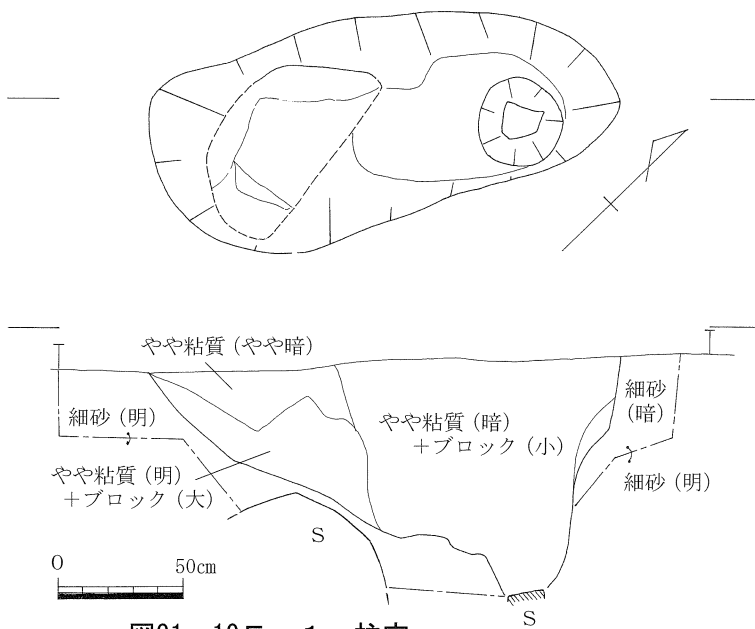 やや粘質（やや暗）
細砂（明）
やや粘質（暗）
＋ブロック（小）
細砂
（暗）
やや粘質（明）
＋ブロック（大）
細砂（明）
S
0 50cm
S